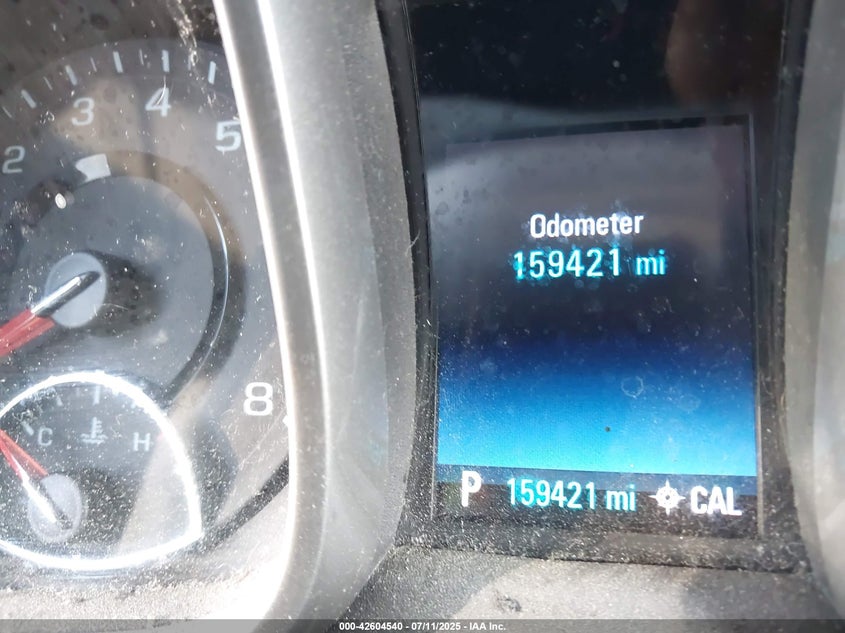 2 3 4 5
8
C H
Odometer
159421 mi
P 159421 mi CAL
000-42604540 - 07/11/2025 - IAA Inc.